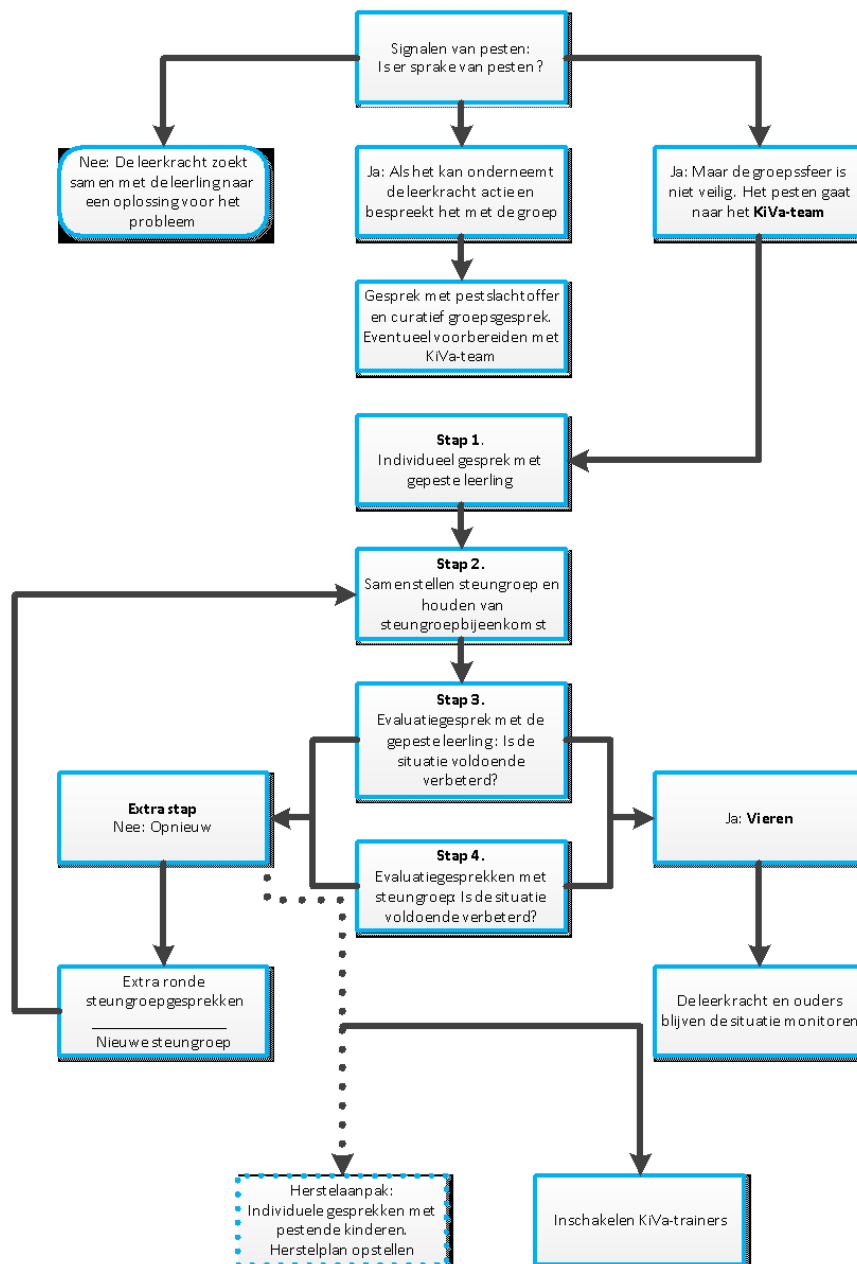 Signalen van pesten:
Is er sprake van pesten?
Nee: De leerkracht zoekt
samen met de leerling naar
een oplossing voor het
probleem
Ja: Als het kan onderneemt
de leerkracht actie en
bespreekt het met de groep
Ja: Maar de groepssfeer is
niet veilig. Het pesten gaat
naar het KiVa-team
Gesprek met pestslachtoffer
en curatief groepsgesprek.
Eventueel voorbereiden met
KiVa-team
Stap 1.
Individueel gesprek met
gepeste leerling
Stap 2.
Samenstellen steungroep en
houden van
steungroepbijeenkomst
Stap 3.
Evaluatiegesprek met de
gepeste leerling: Is de
situatie voldoende
verbeterd?
Extra stap
Nee: Opnieuw
Ja: Vieren
Stap 4.
Evaluatiegesprekken met
steungroep: Is de situatie
voldoende verbeterd?
Extra ronde
steungroepgesprekken
Nieuwe steungroep
De leerkracht en ouders
blijven de situatie monitoren
Herstelaanpak:
Individuele gesprekken met
pestende kinderen.
Herstelplan opstellen
Inschakelen KiVa-trainers